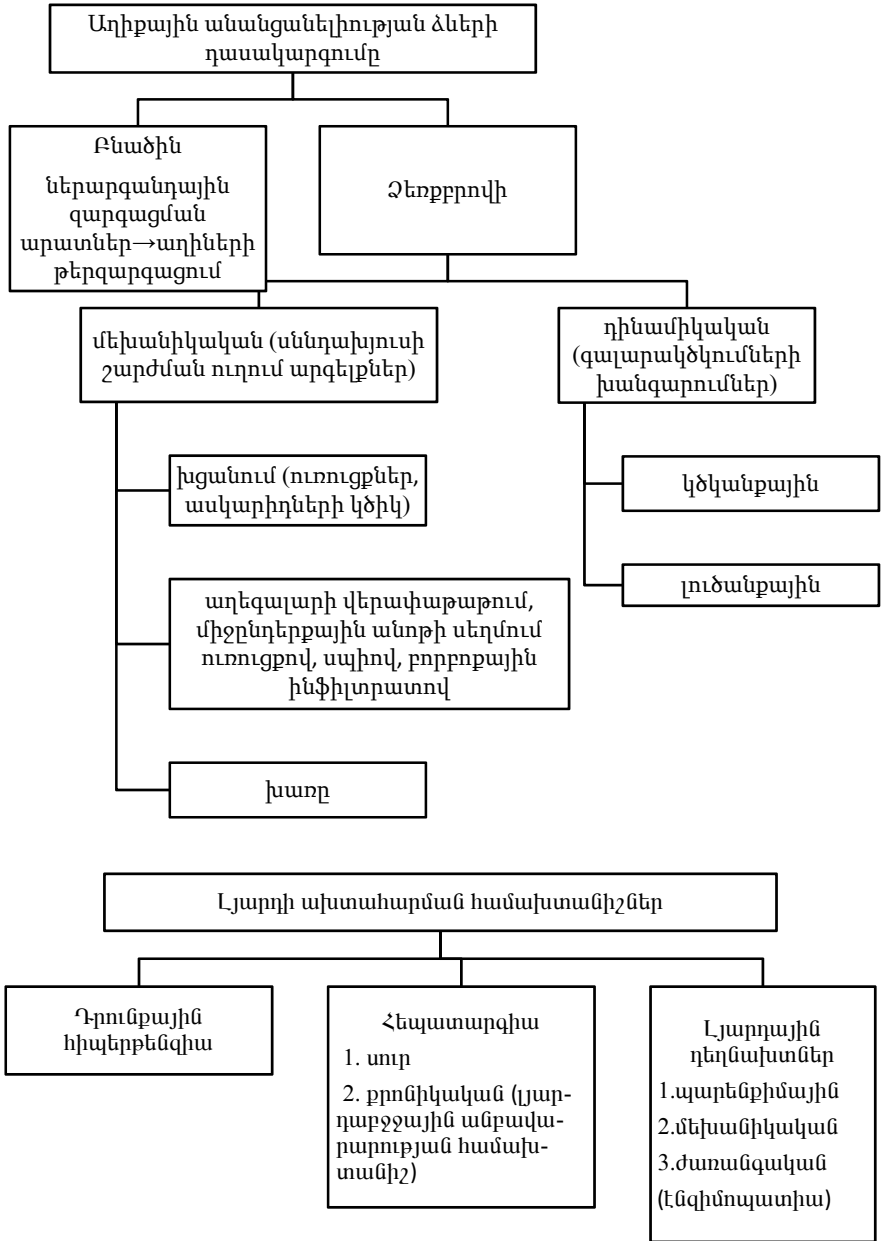 Աղիքային անանցանելիության ձևերի
դասակարգումը
Բնածին
ներարգանդային
զարգացման
արատներ→աղիների
թերզարգացում
Ձեռքբրովի
մեխանիկական (սննդախյուսի
շարժման ուղում արգելքներ)
դինամիկական
(գալարակծկումների
խանգարումներ)
խցանում (ուռուցքներ,
ասկարիդների կծիկ)
կծկանքային
աղեգալարի վերափաթաթում,
միջընդերքային անոթի սեղմում
ուռուցքով, սպիով, բորբոքային
ինֆիլտրատով
լուծանքային
խառը
Լյարդի ախտահարման համախտանիշներ
Դրունքային
հիպերթենզիա
Հեպատարգիա
1. սուր
2. քրոնիկական (լյար-
դաբջջային անբավա-
րարության համախ-
տանիշ)
Լյարդային
դեղնախտներ
1.պարենքիմային
2.մեխանիկական
3.ժառանգական
(էնզիմոպատիա)